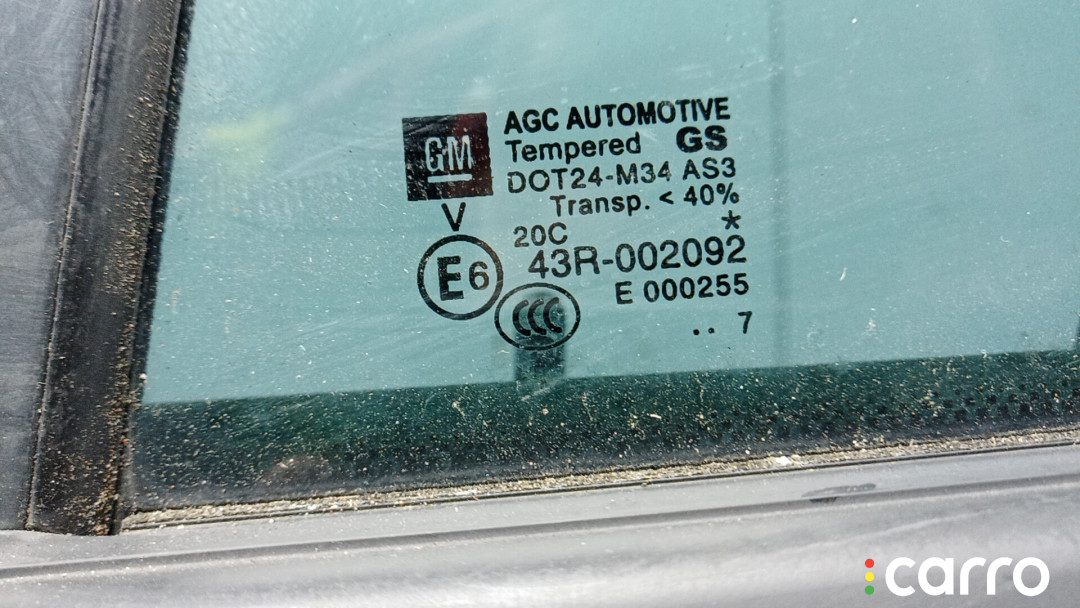 GM
AGC AUTOMOTIVE
Tempered GS
DOT24-M34 AS3
Transp. < 40%
V
20C *
E6
43R-002092
E 000255
CCC
.. 7
carro